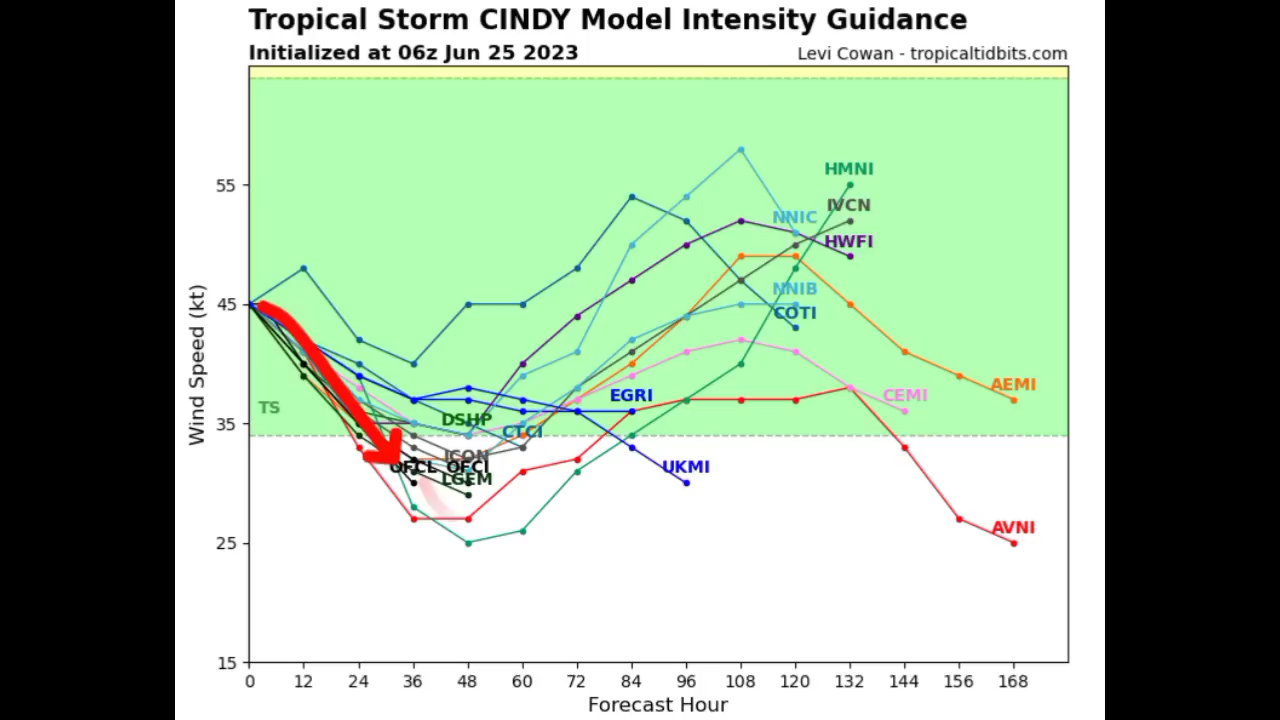 Tropical Storm CINDY Model Intensity Guidance
Initialized at 06z Jun 25 2023
Levi Cowan - tropicaltidbits.com
Wind Speed (kt)
55
45
35
25
15
TS
HMNI
IVCN
NNIC
HWFI
NNIB
COTI
AEMI
EGRI
CEMI
DSHP
CTCI
ICON
OFCL
OFCI
LGEM
UKMI
AVNI
0 12 24 36 48 60 72 84 96 108 120 132 144 156 168
Forecast Hour